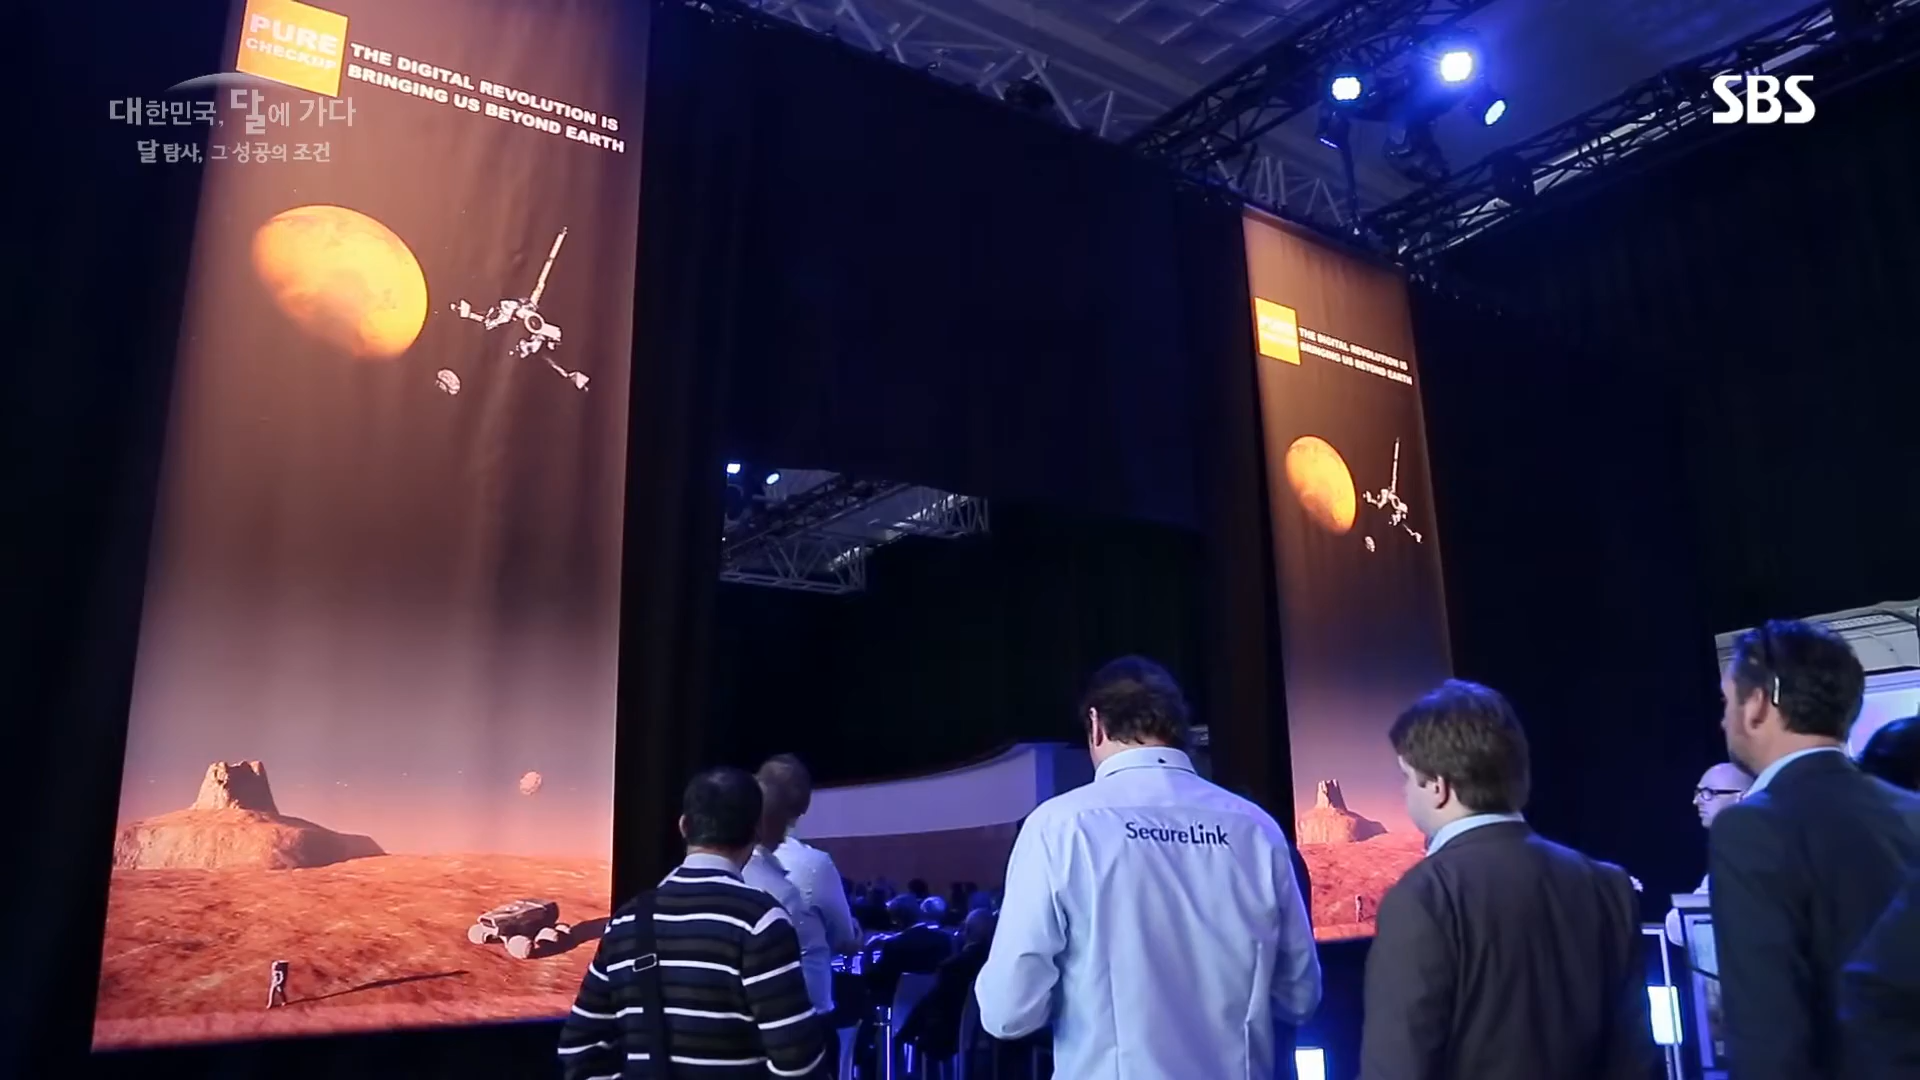 PURE
CHECKUP
THE DIGITAL REVOLUTION IS
BRINGING US BEYOND EARTH
대한민국, 달에 가다
달 탐사, 그 성공의 조건
SBS
THE DIGITAL REVOLUTION IS
BRINGING US BEYOND EARTH
SecureLink